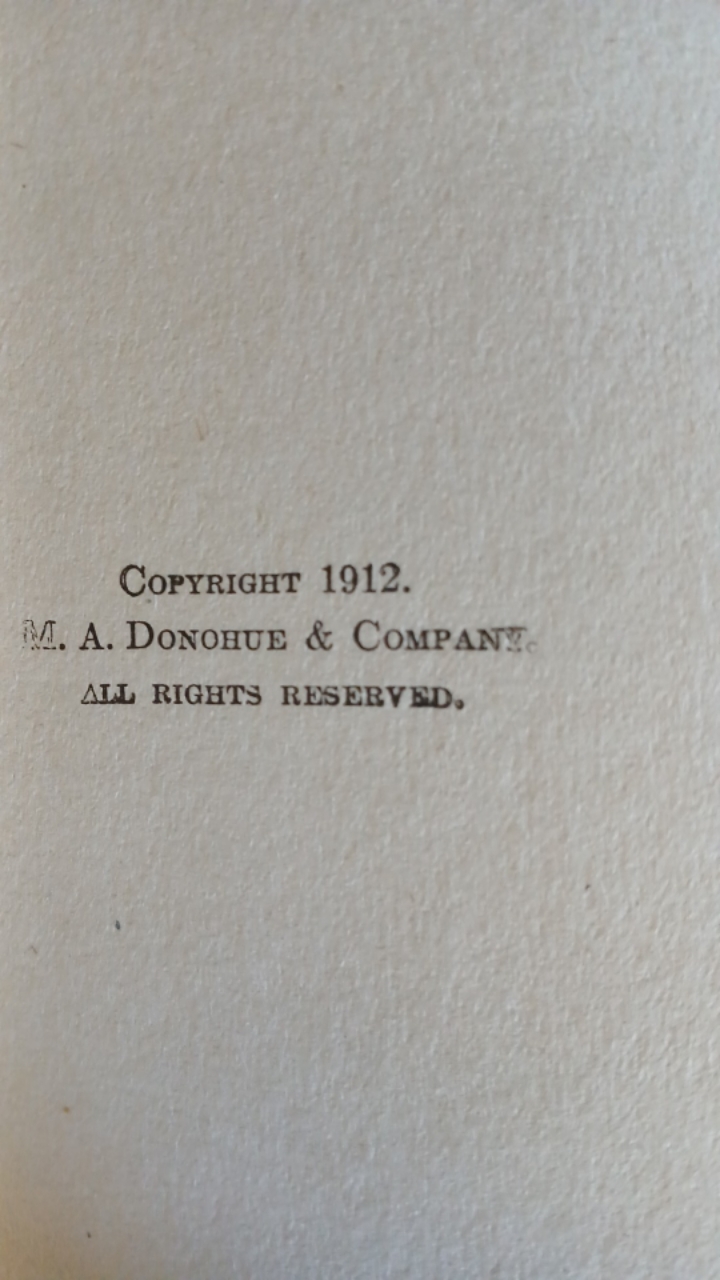 Copyright 1912.
M. A. Donohue & Company.
all rights reserved.